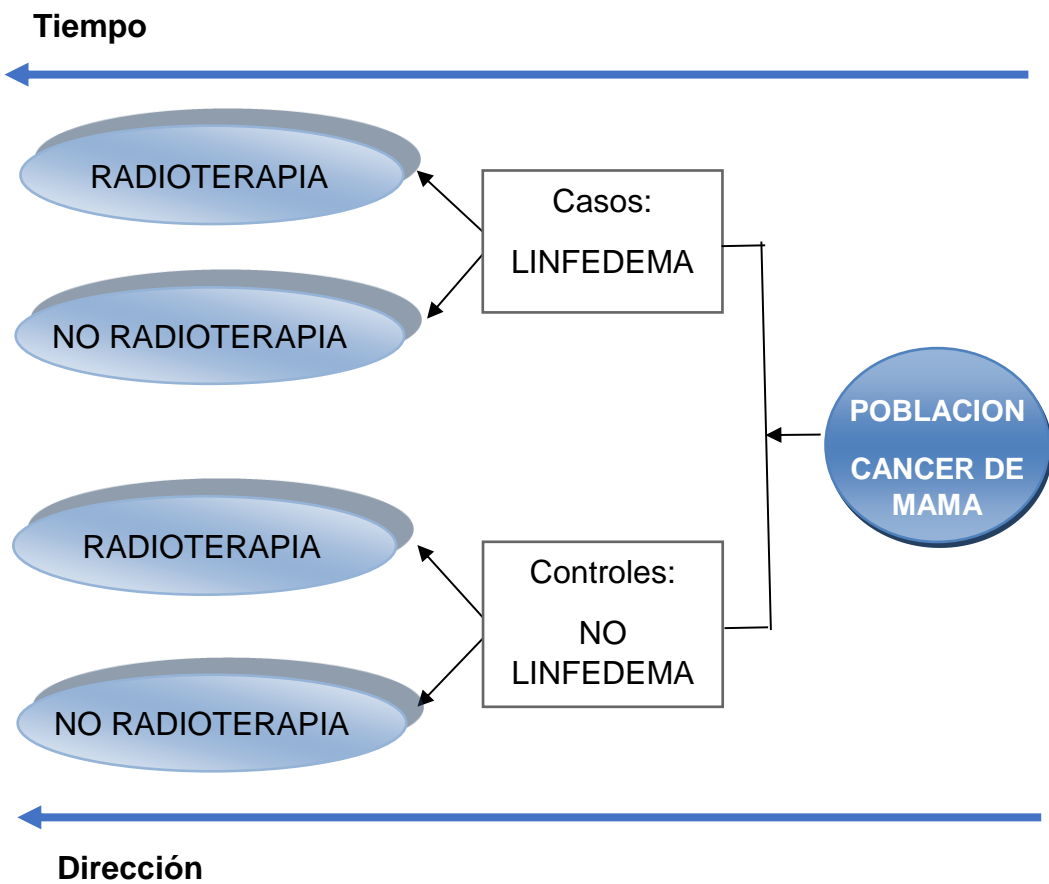 Tiempo
RADIOTERAPIA
NO RADIOTERAPIA
Casos:
LINFEDEMA
POBLACION
CANCER DE
MAMA
RADIOTERAPIA
NO RADIOTERAPIA
Controles:
NO
LINFEDEMA
Dirección